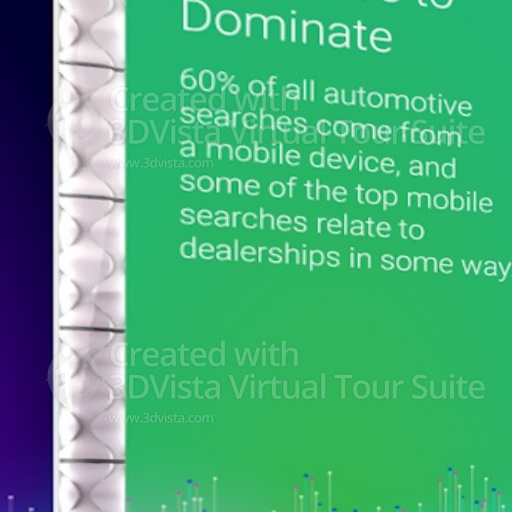 to
Dominate
60% of all automotive
searches come from
a mobile device, and
some of the top mobile
searches relate to
dealerships in some way
Created with
3DVista Virtual Tour Suite
www.3dvista.com
Created with
3DVista Virtual Tour Suite
www.3dvista.com